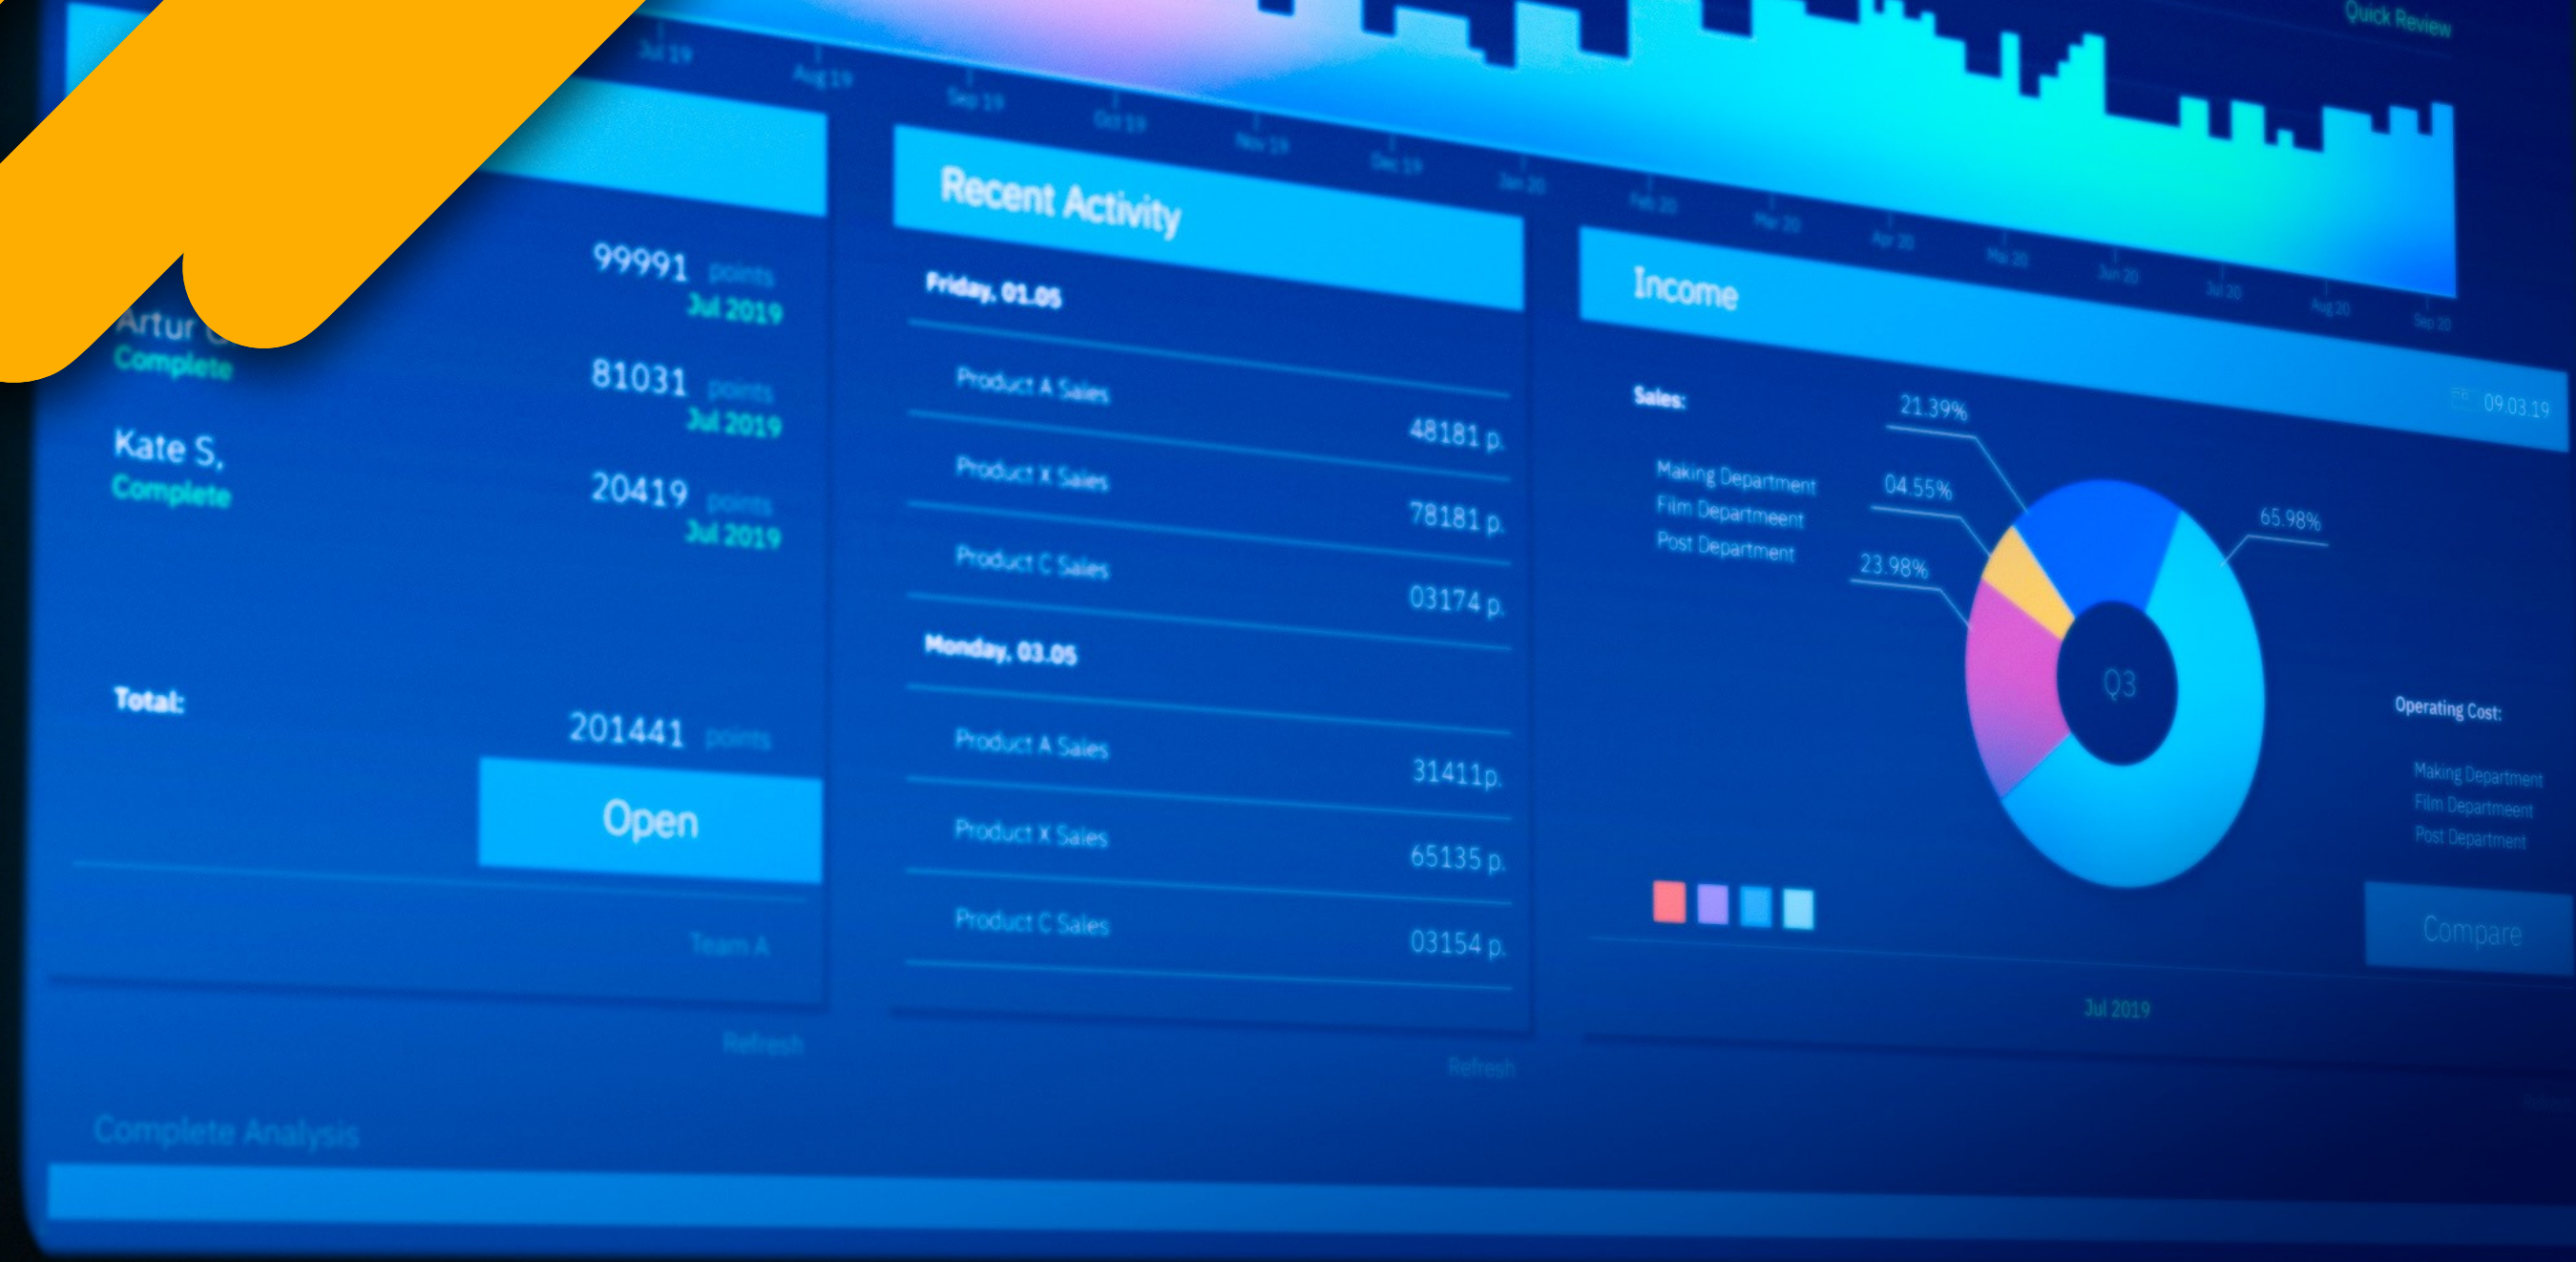 Quick Review
Jul 19
Aug 19
Sep 19
Oct 19
Nov 19
Dec 19
Jan 20
Feb 20
Mar 20
Apr 20
Mai 20
Jun 20
Jul 20
Aug 20
Sep 20
99991 points
Jul 2019
Artur
Complete
81031 points
Jul 2019
Kate S,
Complete
20419 points
Jul 2019
Total:
201441 points
Open
Team A
Refresh
Recent Activity
Friday, 01.05
Product A Sales
48181 p.
Product X Sales
78181 p.
Product C Sales
03174 p.
Monday, 03.05
Product A Sales
31411p.
Product X Sales
65135 p.
Product C Sales
03154 p.
Refresh
Income
09.03.19
Sales:
Making Department
Film Departmeent
Post Department
21.39%
04.55%
23.98%
65.98%
Q3
Operating Cost:
Making Department
Film Departmeent
Post Department
Compare
Jul 2019
Complete Analysis